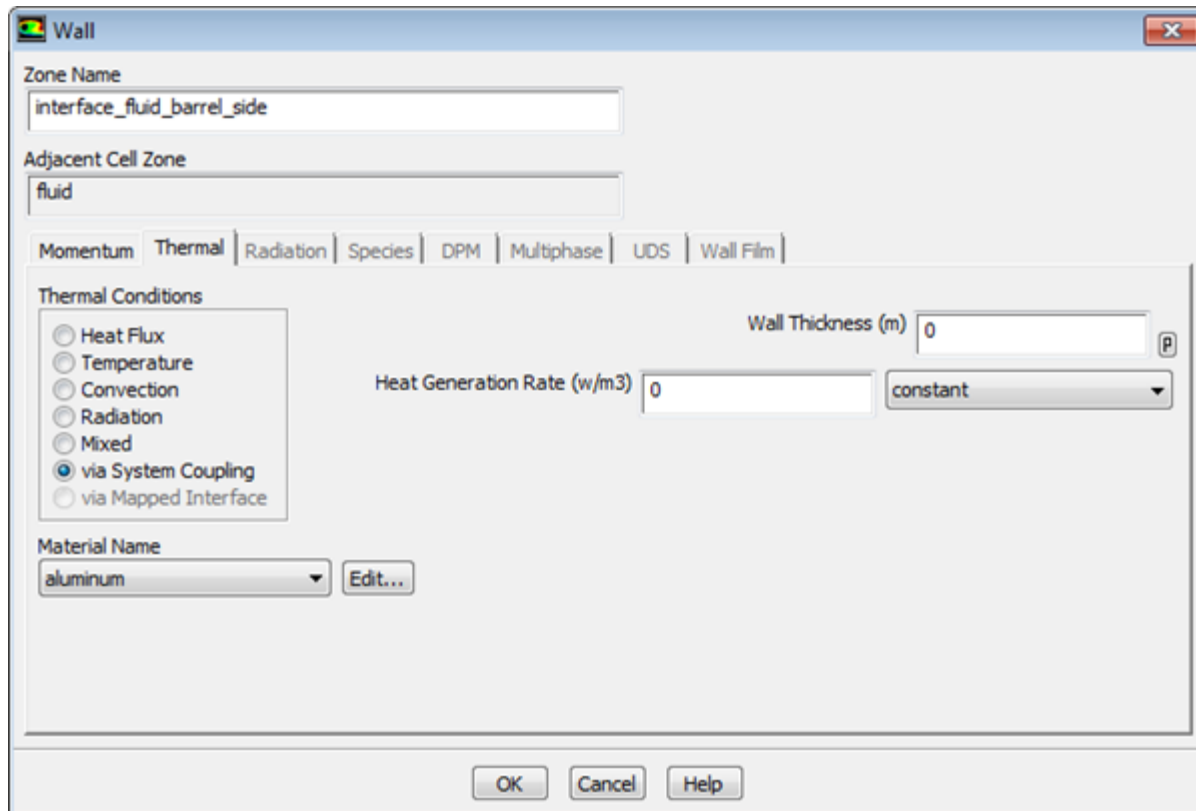 Wall
Zone Name
interface_fluid_barrel_side
Adjacent Cell Zone
fluid
Momentum Thermal Radiation Species DPM Multiphase UDS Wall Film
Thermal Conditions
Heat Flux
Temperature
Convection
Radiation
Mixed
via System Coupling
via Mapped Interface
Wall Thickness (m) 0 P
Heat Generation Rate (w/m3) 0 constant
Material Name
aluminum Edit...
OK Cancel Help